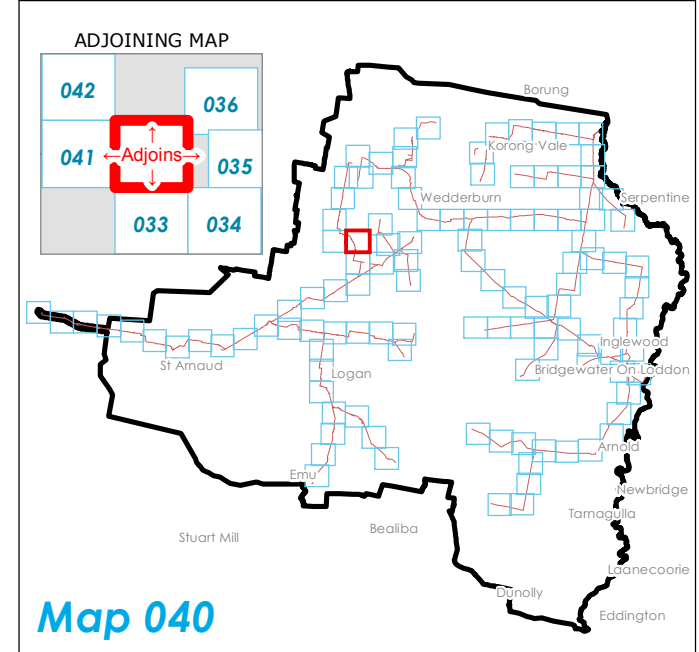 ADJOINING MAP
042
036
041
Adjoins
035
033
034
Borung
Korong Vale
Wedderburn
Serpentine
Inglewood
St Arnaud
Logan
Bridgewater On Loddon
Arnold
Emu
Newbridge
Tarnagulla
Stuart Mill
Bealiba
Laanecoorie
Dunolly
Eddington
Map 040